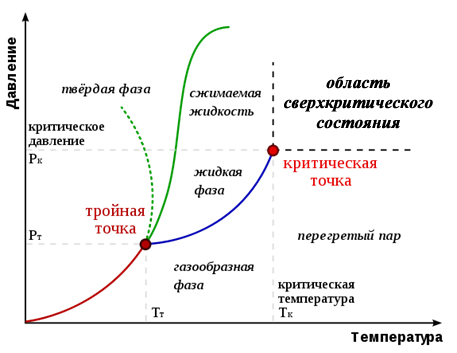 Давление
твёрдая фаза
сжимаемая
жидкость
область
сверхкритического
состояния
критическое
давление
Pк
жидкая
фаза
критическая
точка
тройная
точка
Pт
перегретый пар
газообразная
фаза
критическая
температура
Tт
Tк
Температура